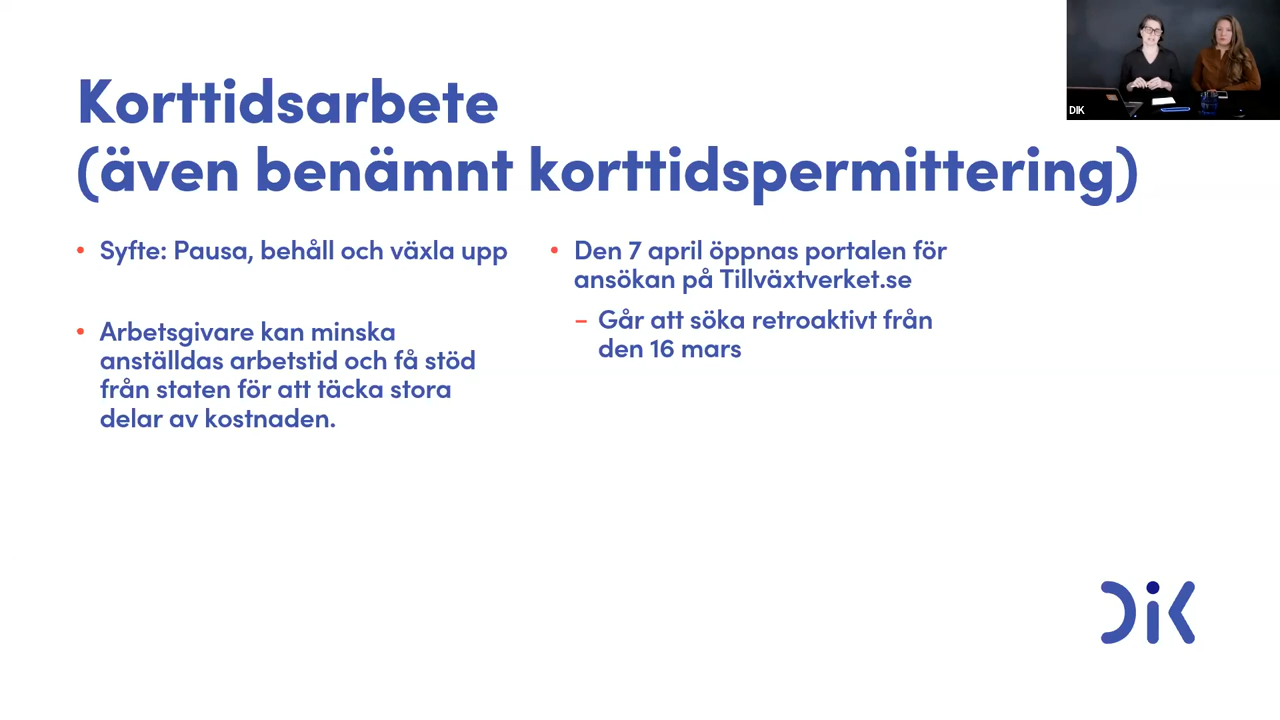 Korttidsarbete
(även benämnt korttidspermittering)
• Syfte: Pausa, behåll och växla upp
• Arbetsgivare kan minska
anställdas arbetstid och få stöd
från staten för att täcka stora
delar av kostnaden.
• Den 7 april öppnas portalen för
ansökan på Tillväxtverket.se
– Går att söka retroaktivt från
den 16 mars
DIK
DiK